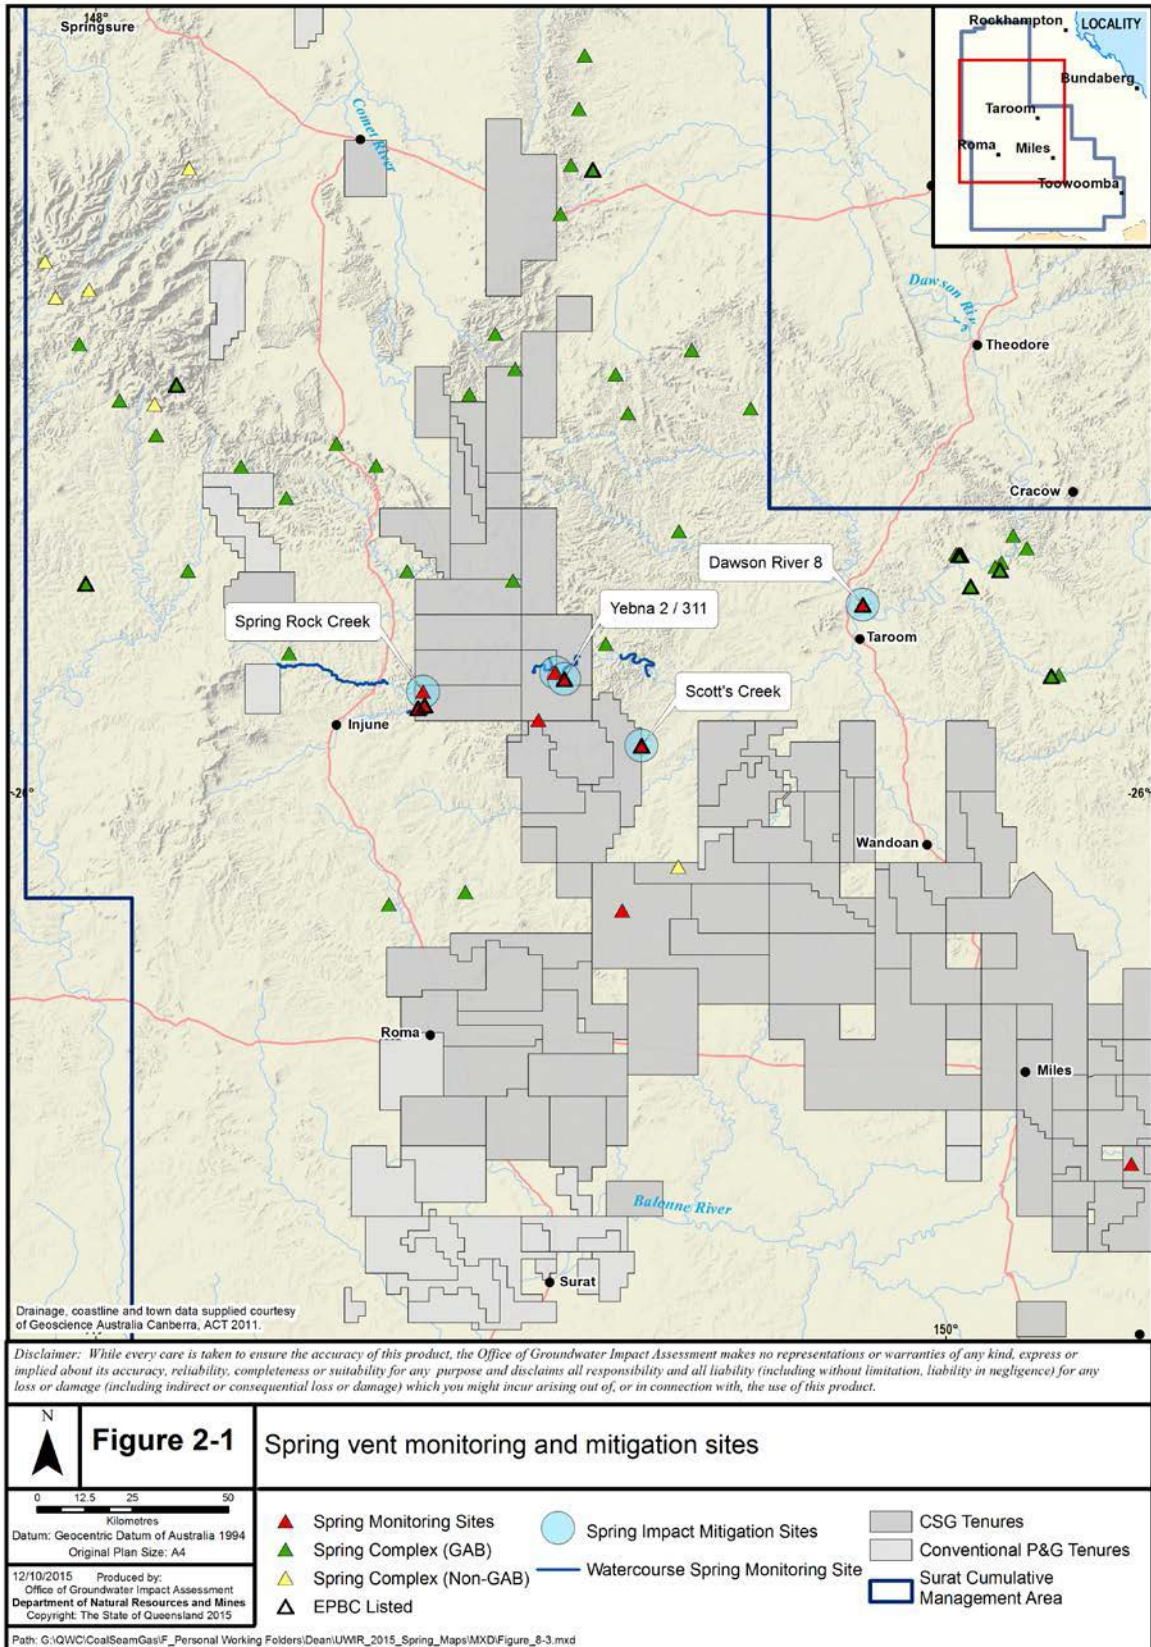 148°
Springsure
Rockhampton
LOCALITY
Bundaberg
Taroom
Roma
Miles
Toowoomba
Comet River
Dawson Riv
Theodore
Cracow
Dawson River 8
Spring Rock Creek
Yebna 2 / 311
Taroom
Scott's Creek
Injune
-26°
-26°
Wandoan
Roma
Miles
Balonne River
Surat
Drainage, coastline and town data supplied courtesy
of Geoscience Australia Canberra, ACT 2011.
150°
Disclaimer: While every care is taken to ensure the accuracy of this product, the Office of Groundwater Impact Assessment makes no representations or warranties of any kind, express or
implied about its accuracy, reliability, completeness or suitability for any purpose and disclaims all responsibility and all liability (including without limitation, liability in negligence) for any
loss or damage (including indirect or consequential loss or damage) which you might incur arising out of, or in connection with, the use of this product.
N
Figure 2-1
Spring vent monitoring and mitigation sites
0 12.5 25 50
Kilometres
Datum: Geocentric Datum of Australia 1994
Original Plan Size: A4
12/10/2015 Produced by:
Office of Groundwater Impact Assessment
Department of Natural Resources and Mines
Copyright: The State of Queensland 2015
Spring Monitoring Sites
Spring Complex (GAB)
Spring Complex (Non-GAB)
EPBC Listed
Spring Impact Mitigation Sites
Watercourse Spring Monitoring Site
CSG Tenures
Conventional P&G Tenures
Surat Cumulative
Management Area
Path: G:\QWC\CoalSeamGas\F_Personal Working Folders\Dean\UWIR_2015_Spring_Maps\MXD\Figure_8-3.mxd